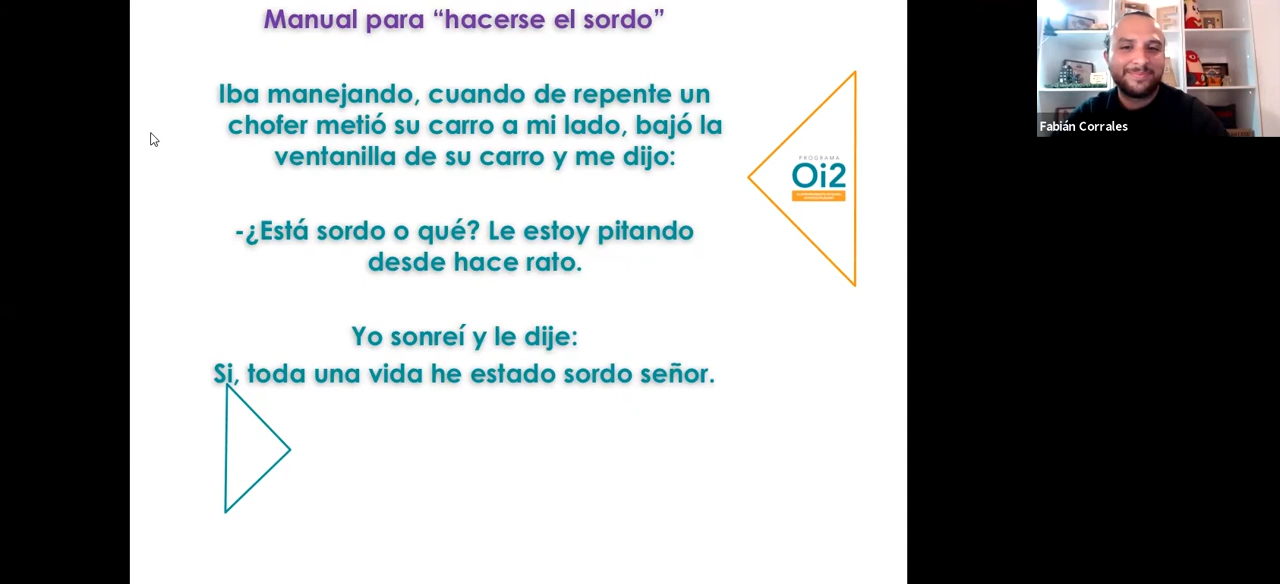 Manual para “hacerse el sordo”
Iba manejando, cuando de repente un
chofer metió su carro a mi lado, bajó la
ventanilla de su carro y me dijo:
-¿Está sordo o qué? Le estoy pitando
desde hace rato.
Yo sonreí y le dije:
Si, toda una vida he estado sordo señor.
PROGRAMA
Oi2
Fabián Corrales